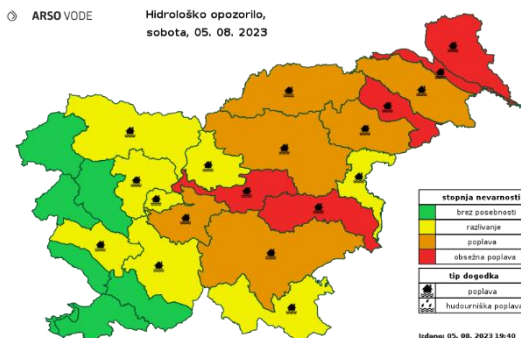 ARSO VODE
Hidrološko opozorilo,
sobota, 05. 08. 2023
stopnja nevarnosti
brez posebnosti
razlivanje
poplava
obsežna poplava
tip dogodka
poplava
hudourniška poplava
Izdano: 05. 08. 2023 19:40